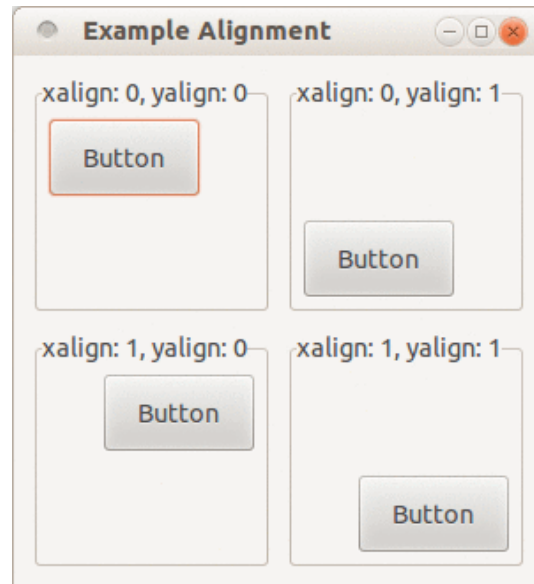 Example Alignment
xalign: 0, yalign: 0
Button
xalign: 0, yalign: 1
Button
xalign: 1, yalign: 0
Button
xalign: 1, yalign: 1
Button